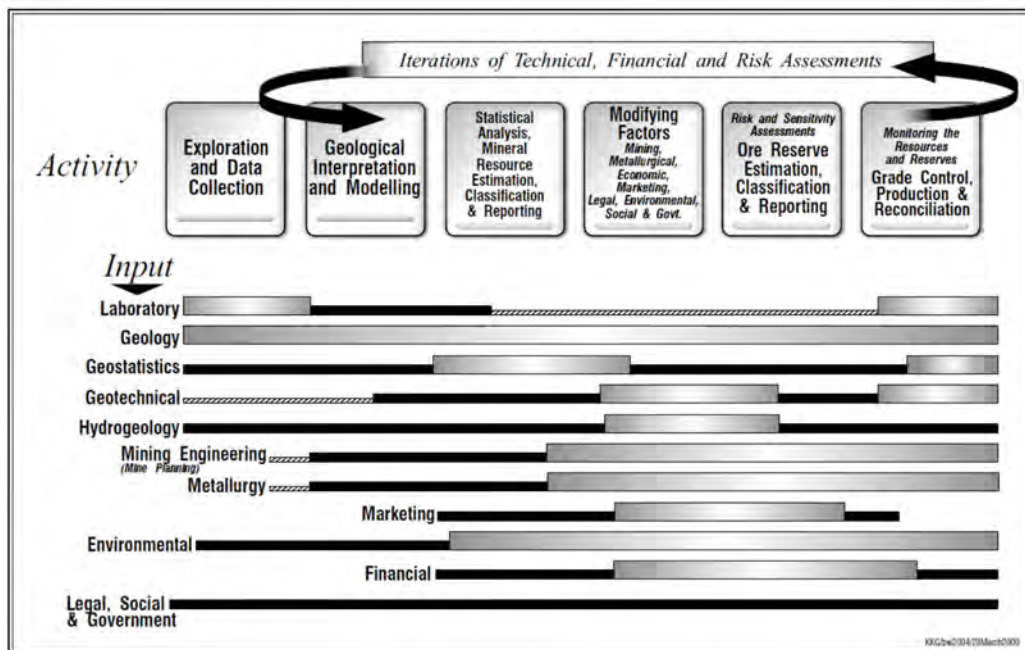 Iterations of Technical, Financial and Risk Assessments
Activity
Exploration
and Data
Collection
Geological
Interpretation
and Modelling
Statistical
Analysis,
Mineral
Resource
Estimation,
Classification
& Reporting
Modifying
Factors
Mining,
Metallurgical,
Economic,
Marketing,
Legal, Environmental,
Social & Govt.
Risk and Sensitivity
Assessments
Ore Reserve
Estimation,
Classification
& Reporting
Monitoring the
Resources
and Reserves
Grade Control,
Production &
Reconciliation
Input
Laboratory
Geology
Geostatistics
Geotechnical
Hydrogeology
Mining Engineering
(Mine Planning)
Metallurgy
Marketing
Environmental
Financial
Legal, Social
& Government